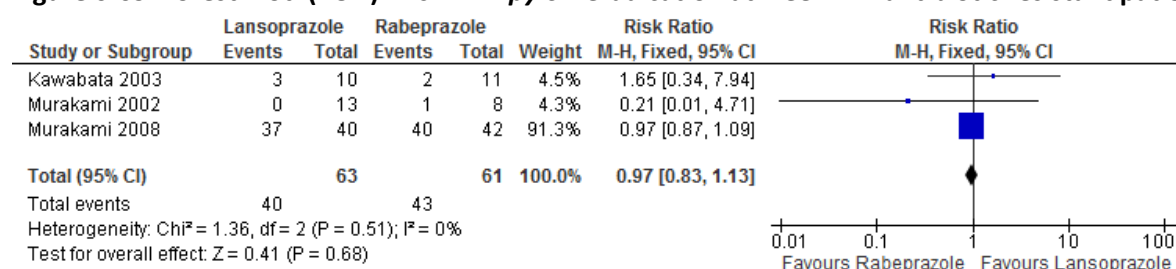 Lansoprazole Rabeprazole Risk Ratio Risk Ratio
Study or Subgroup Events Total Events Total Weight M-H, Fixed, 95% CI M-H, Fixed, 95% CI
Kawabata 2003 3 10 2 11 4.5% 1.65 [0.34, 7.94]
Murakami 2002 0 13 1 8 4.3% 0.21 [0.01, 4.71]
Murakami 2008 37 40 40 42 91.3% 0.97 [0.87, 1.09]
Total (95% CI) 63 61 100.0% 0.97 [0.83, 1.13]
Total events 40 43
Heterogeneity: Chi² = 1.36, df = 2 (P = 0.51); I² = 0%
Test for overall effect: Z = 0.41 (P = 0.68)
0.01 0.1 1 10 100
Favours Rabeprazole Favours Lansoprazole